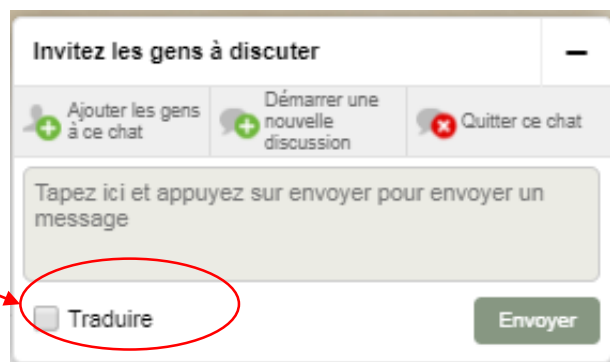 Invitez les gens à discuter
Ajouter les gens
à ce chat
Démarrer une
nouvelle
discussion
Quitter ce chat
Tapez ici et appuyez sur envoyer pour envoyer un
message
Traduire
Envoyer